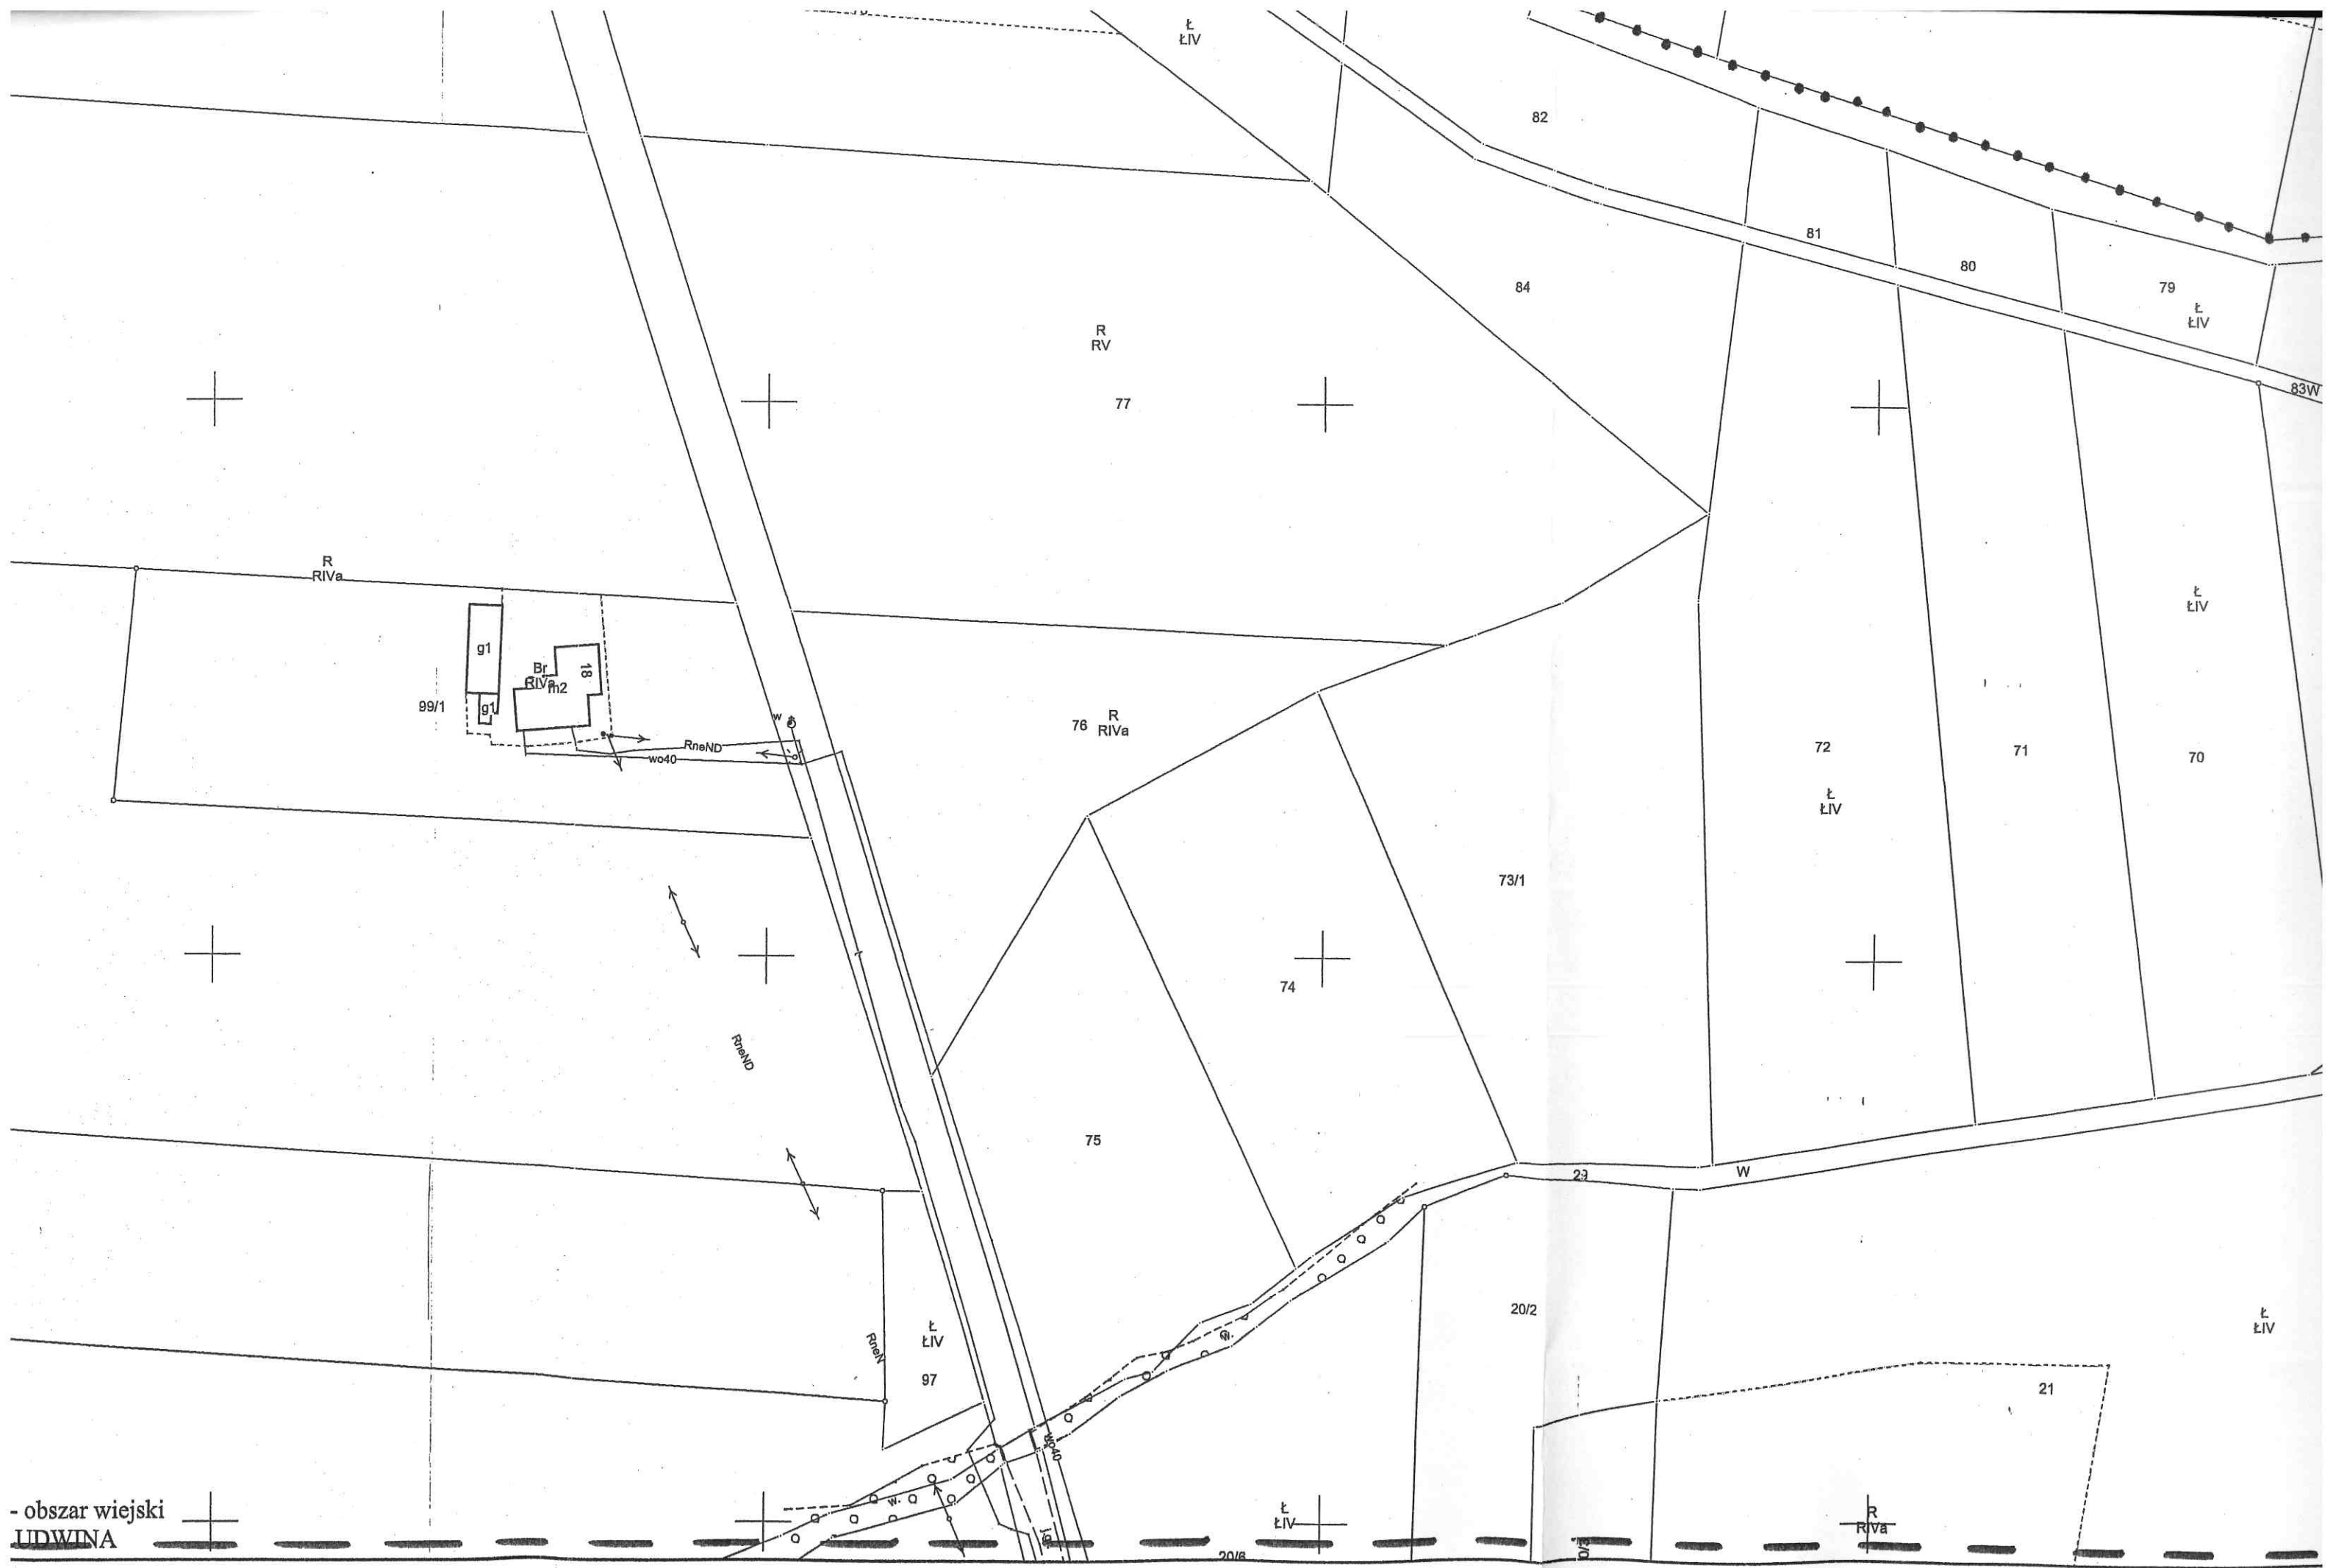 Ł
ŁIV
82
81
80
79
Ł
ŁIV
84
R
RV
77
83W
R
RIVa
g1
18
Br
RIVa
m2
g1
99/1
w
RneND
wo40
76
R
RIVa
Ł
ŁIV
72
71
70
Ł
ŁIV
73/1
74
RneND
75
29
W
20/2
Ł
ŁIV
RneN
Ł
ŁIV
97
21
wo40
w.
w.
- obszar wiejski
UDWINA
Ł
ŁIV
R
RIVa
20/6